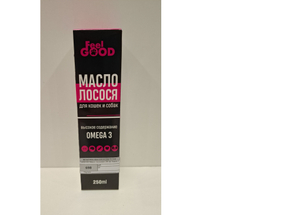 Feel
GOOD
МАСЛО
ЛОСОСЯ
для кошек и собак
ВЫСОКОЕ СОДЕРЖАНИЕ
OMEGA 3
250ml